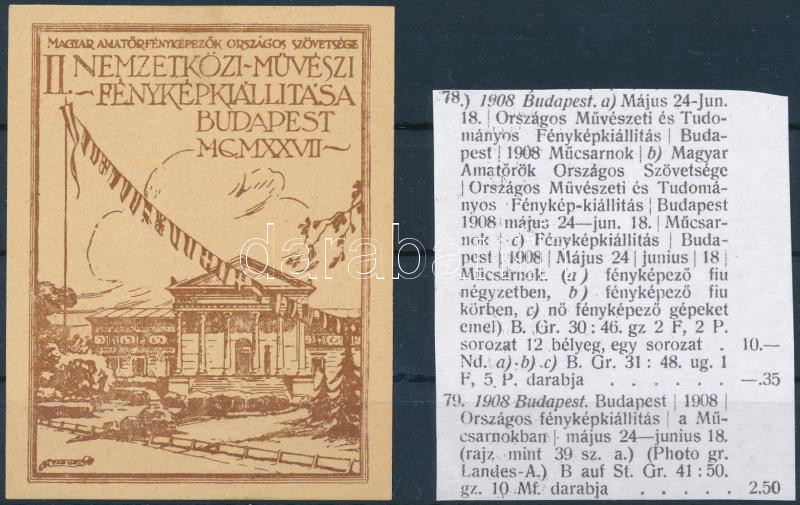 MAGYAR AMATŐRFÉNYKÉPEZŐK ORSZÁGOS SZÖVETSÉGE
II. NEMZETKÖZI-MŰVÉSZI
FÉNYKÉPKIÁLLITÁSA
BUDAPEST
MCMXXVII
78.) 1908 Budapest. a) Május 24-Jun.
18. | Országos Művészeti és Tudo-
mányos Fényképkiállitás | Buda-
pest | 1908 Műcsarnok | b) Magyar
Amatőrök Országos Szövetsége
| Országos Művészeti és Tudomá-
nyos Fénykép-kiállitás | Budapest
1908 május 24—jun. 18. | Műcsar-
nok c) Fényképkiállitás | Buda-
pest | 1908 | Május 24 | junius | 18 |
Műcsarnok. (a) fényképező fiu
négyzetben, b) fényképező fiu
körben, c) nő fényképező gépeket
emel) B. Gr. 30 : 46. gz 2 F, 2 P.
sorozat 12 bélyeg, egy sorozat . 10.—
Nd. a) b) c) B. Gr. 31 : 48. ug. 1
F, 5 P. darabja . . . . . . —.35
79. 1908 Budapest. Budapest | 1908 |
Országos fényképkiállitás | a Mű-
csarnokban | május 24—junius 18.
(rajz mint 39 sz. a.) (Photo gr.
Landes-A.) B auf St. Gr. 41 : 50.
gz. 10 Mf. darabja . . . . . 2.50